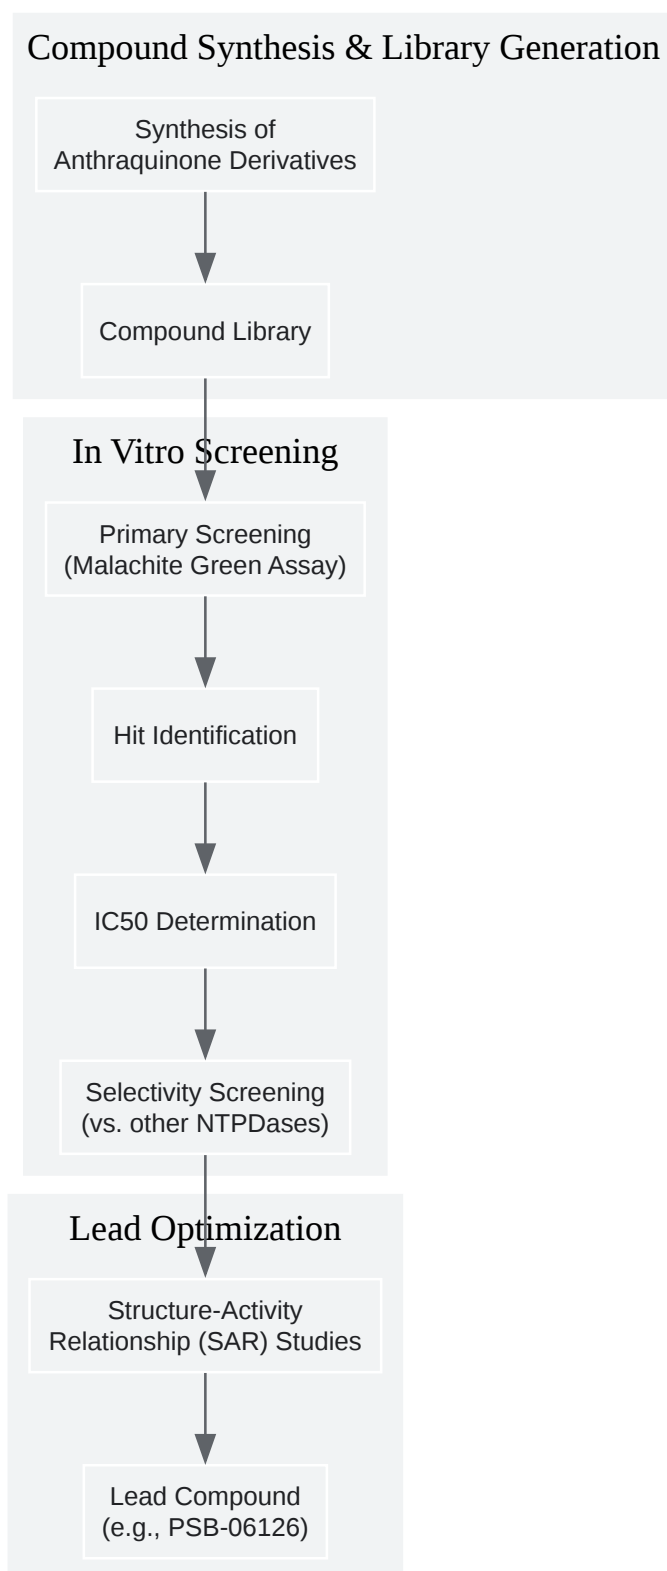 Compound Synthesis & Library Generation
Synthesis of
Anthraquinone Derivatives
Compound Library
In Vitro Screening
Primary Screening
(Malachite Green Assay)
Hit Identification
IC50 Determination
Selectivity Screening
(vs. other NTPDases)
Lead Optimization
Structure-Activity
Relationship (SAR) Studies
Lead Compound
(e.g., PSB-06126)